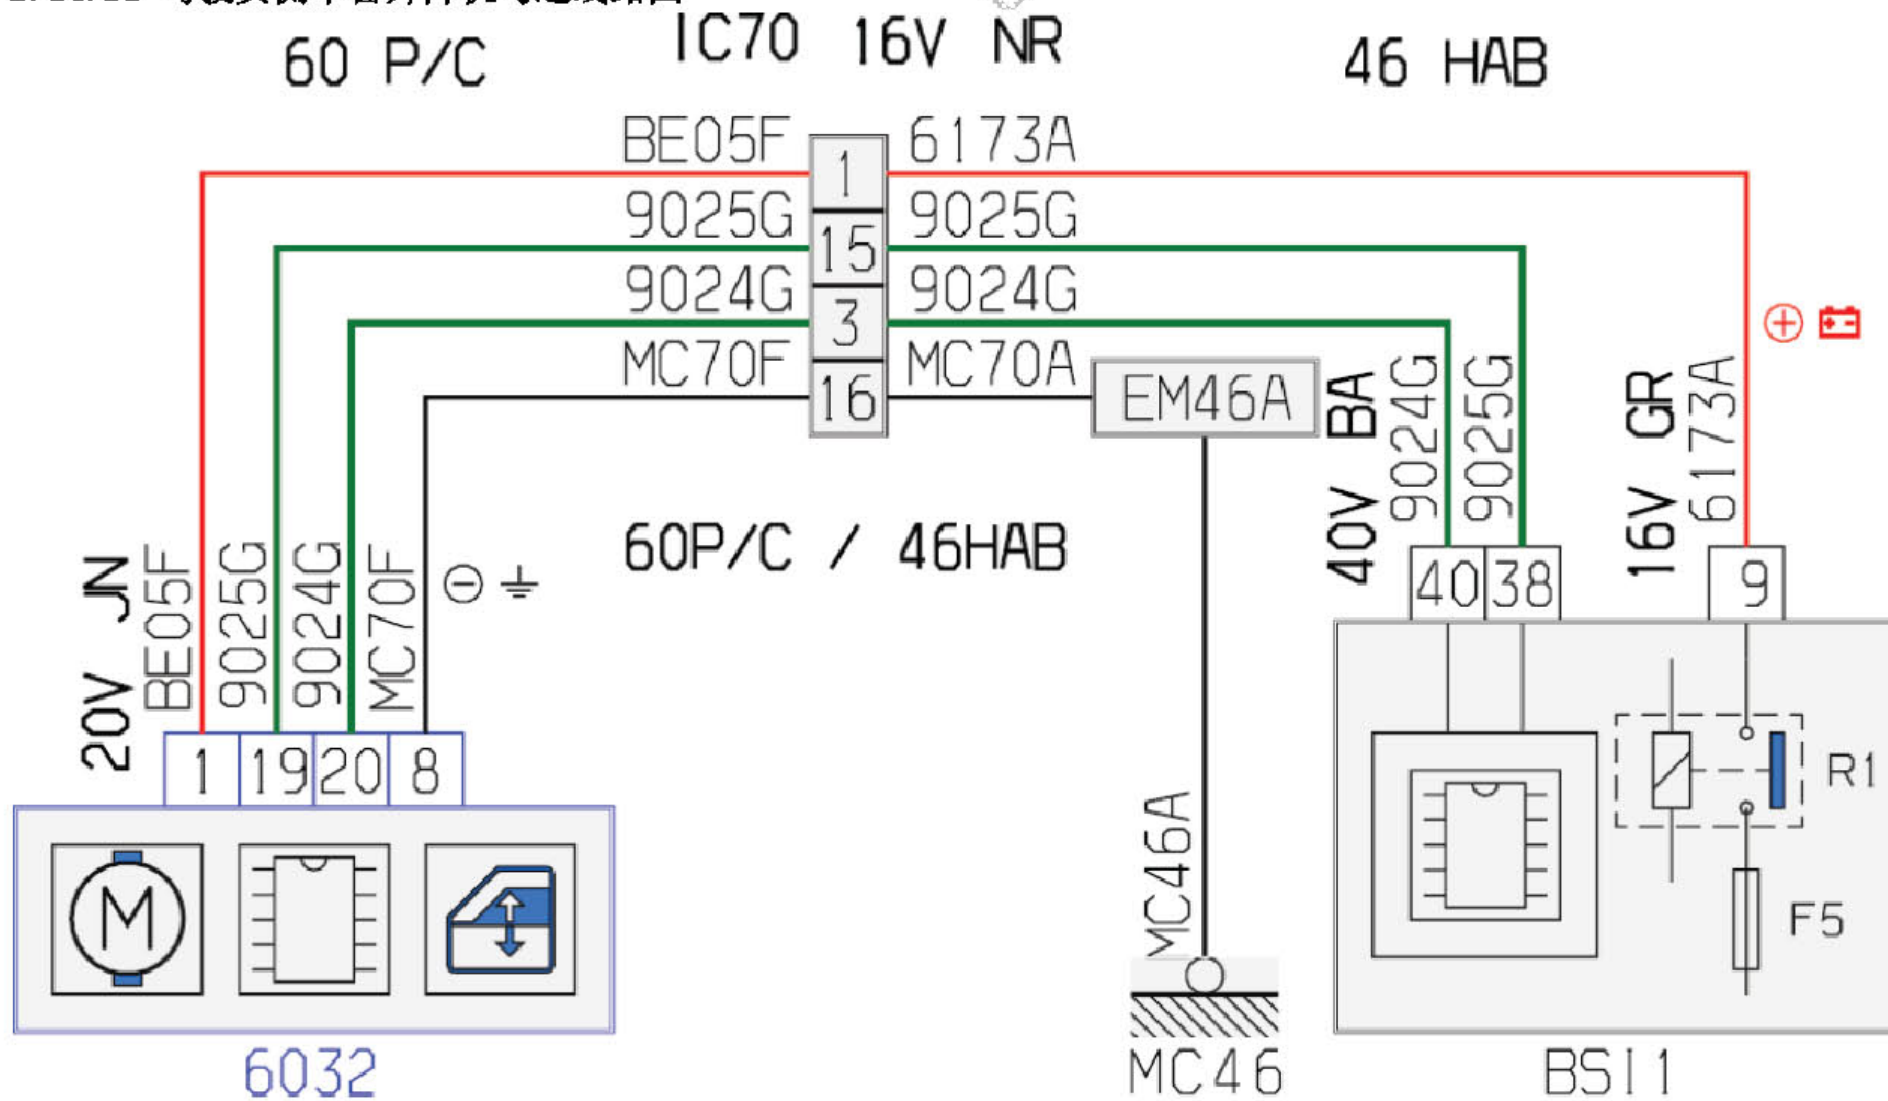 60 P/C
IC70 16V NR
46 HAB
BE05F
1
6173A
9025G
15
9025G
9024G
3
9024G
MC70F
16
MC70A
EM46A
60P/C / 46HAB
20V JN
BE05F
9025G
9024G
MC70F
1
19
20
8
M
6032
MC46A
MC46
40V BA
9024G
9025G
16V GR
6173A
40
38
9
R1
F5
BSI1